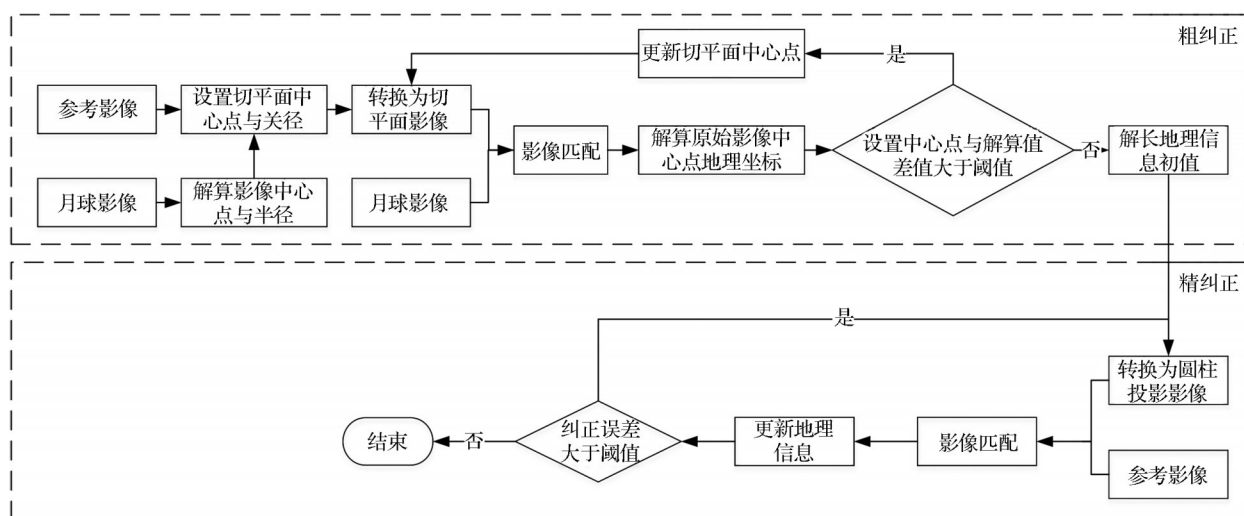 粗纠正
更新切平面中心点
是
参考影像
设置切平面中
心点与关径
转换为切
平面影像
影像匹配
解算原始影像中
心点地理坐标
设置中心点与解算值
差值大于阈值
否
解长地理信
息初值
月球影像
解算影像中心
点与半径
月球影像
精纠正
是
转换为圆柱
投影影像
结束
否
纠正误差
大于阈值
更新地理
信息
影像匹配
参考影像